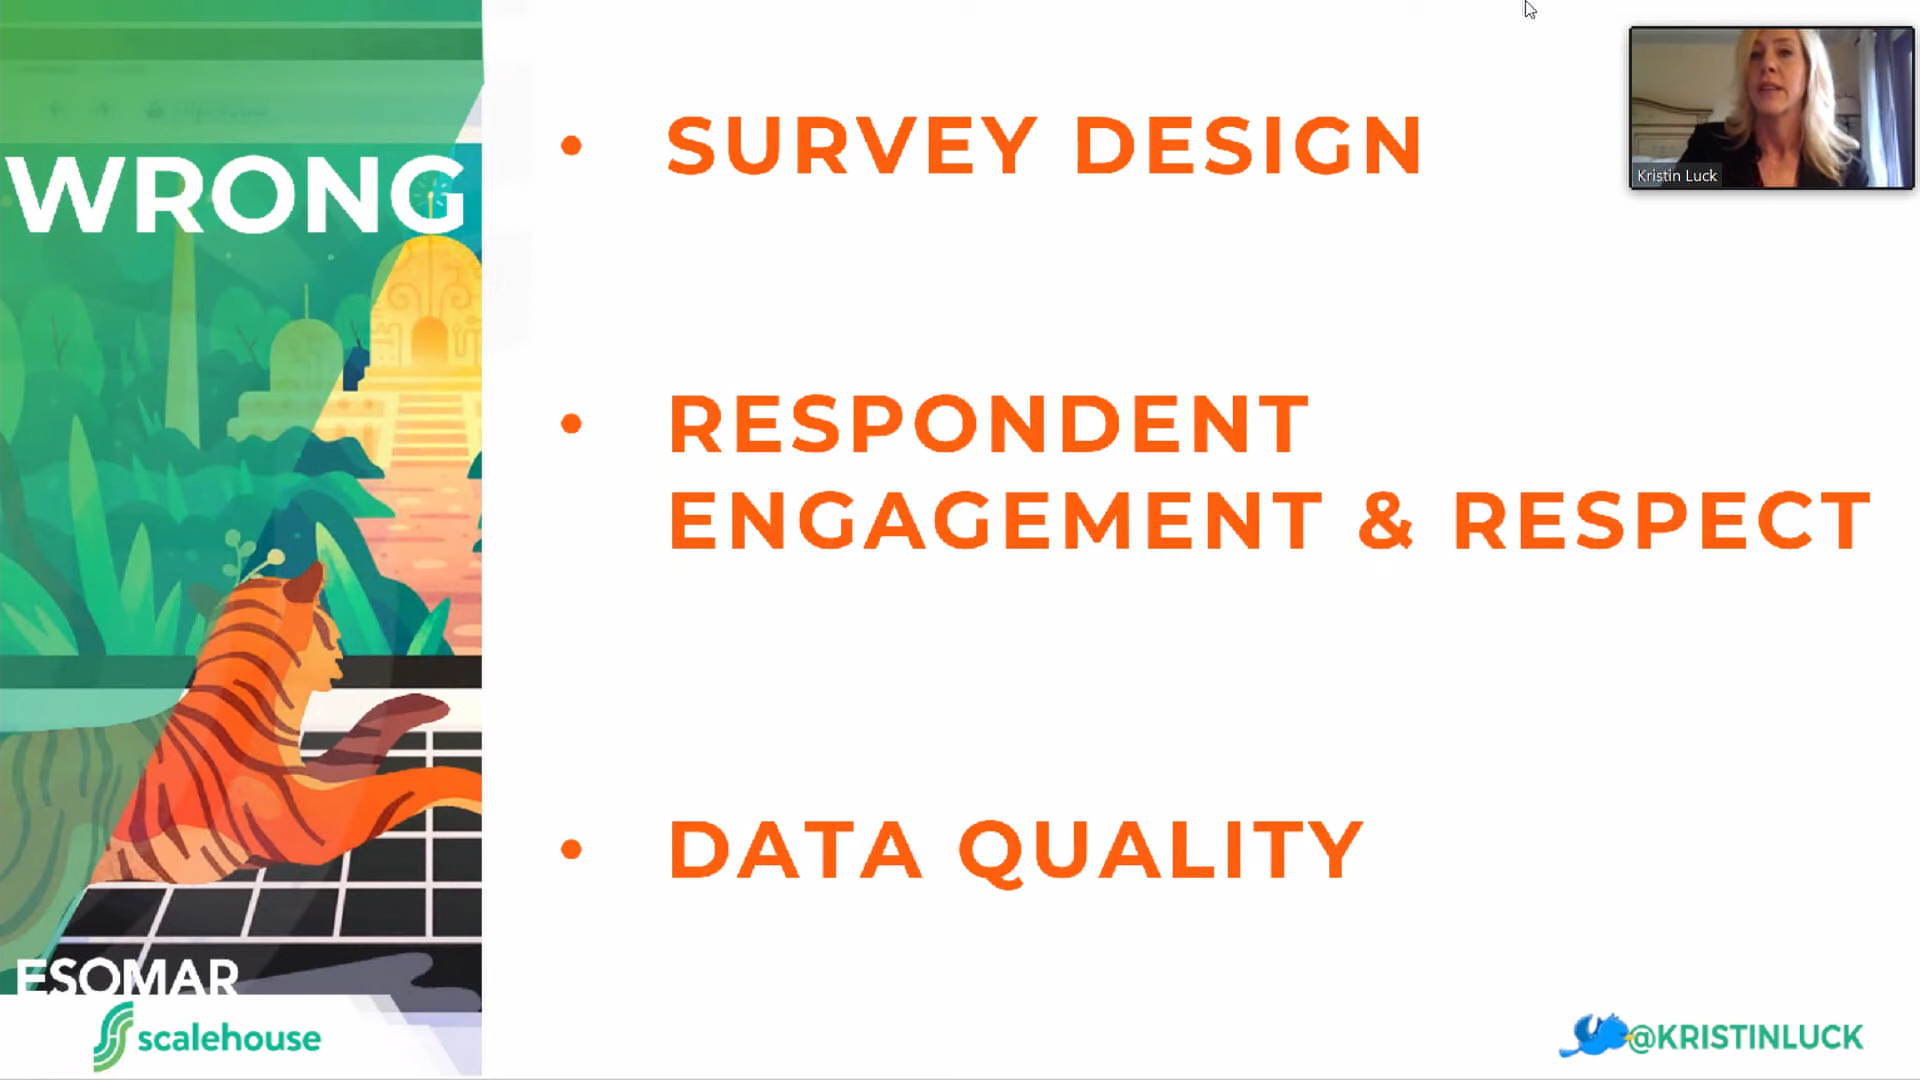 WRONG
• SURVEY DESIGN
• RESPONDENT
ENGAGEMENT & RESPECT
• DATA QUALITY
Kristin Luck
ESOMAR
scalehouse
@KRISTINLUCK